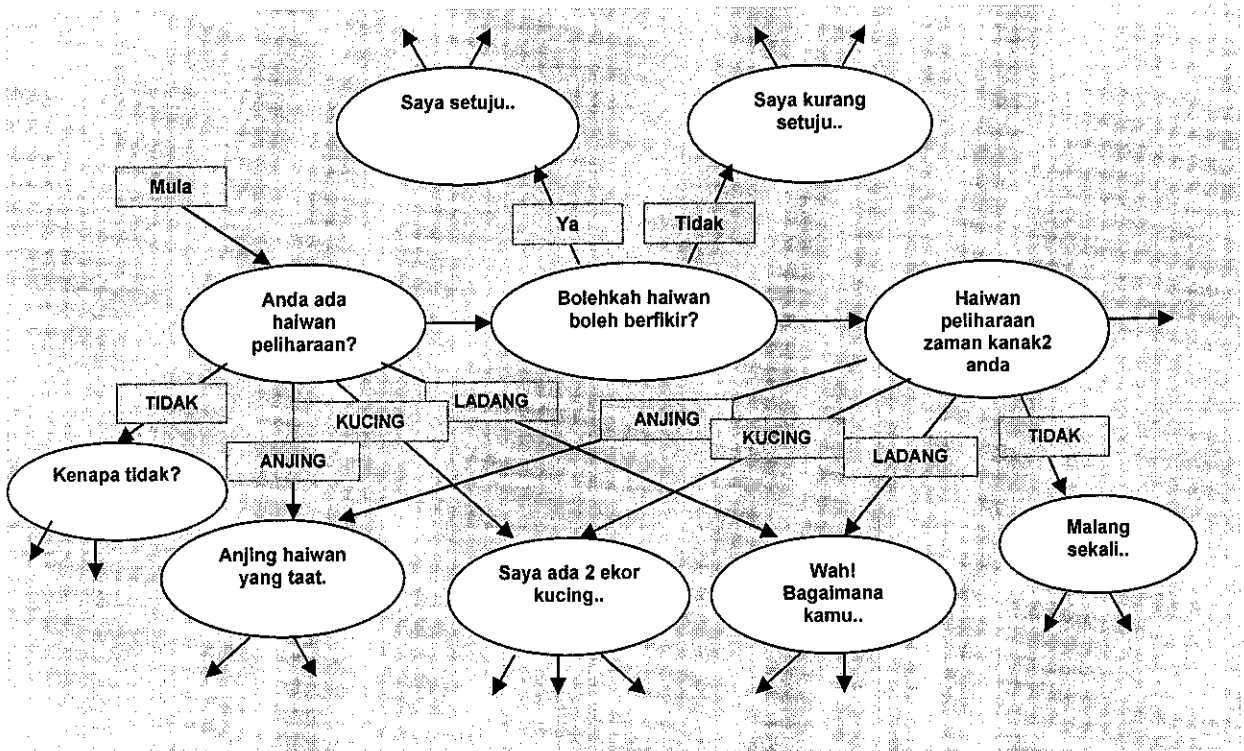 Saya setuju..
Saya kurang
setuju..
Mula
Ya
Tidak
Anda ada
haiwan
peliharaan?
Bolehkah haiwan
boleh berfikir?
Haiwan
peliharaan
zaman kanak2
anda
TIDAK
KUCING
LADANG
ANJING
ANJING
KUCING
LADANG
TIDAK
Kenapa tidak?
Anjing haiwan
yang taat.
Saya ada 2 ekor
kucing..
Wah!
Bagaimana
kamu..
Malang
sekali..